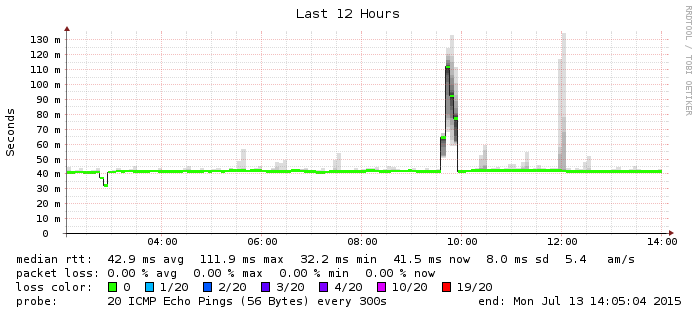 Last 12 Hours
RRDTOOL / TOBI OETIKER
Seconds
130 m
120 m
110 m
100 m
90 m
80 m
70 m
60 m
50 m
40 m
30 m
20 m
10 m
0
04:00 06:00 08:00 10:00 12:00 14:00
median rtt: 42.9 ms avg 111.9 ms max 32.2 ms min 41.5 ms now 8.0 ms sd 5.4 am/s
packet loss: 0.00 % avg 0.00 % max 0.00 % min 0.00 % now
loss color: 0 1/20 2/20 3/20 4/20 10/20 19/20
probe: 20 ICMP Echo Pings (56 Bytes) every 300s end: Mon Jul 13 14:05:04 2015